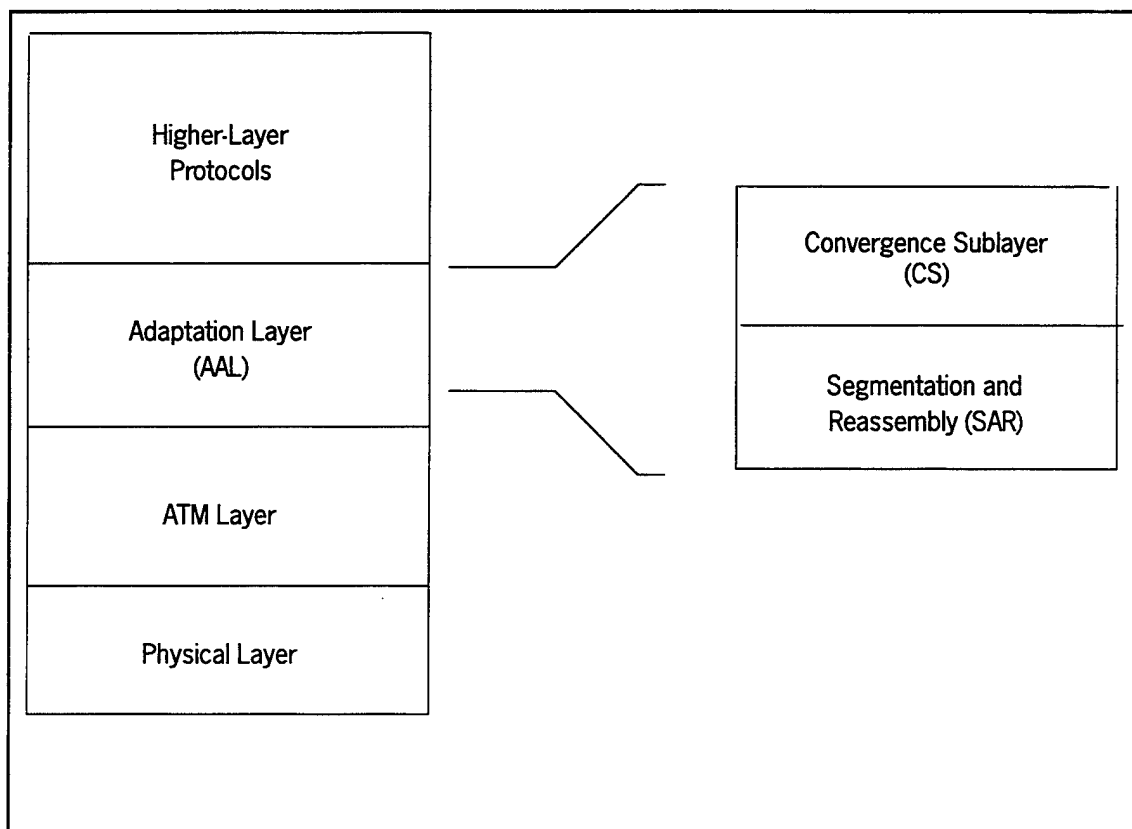 Higher-Layer
Protocols
Adaptation Layer
(AAL)
ATM Layer
Physical Layer
Convergence Sublayer
(CS)
Segmentation and
Reassembly (SAR)